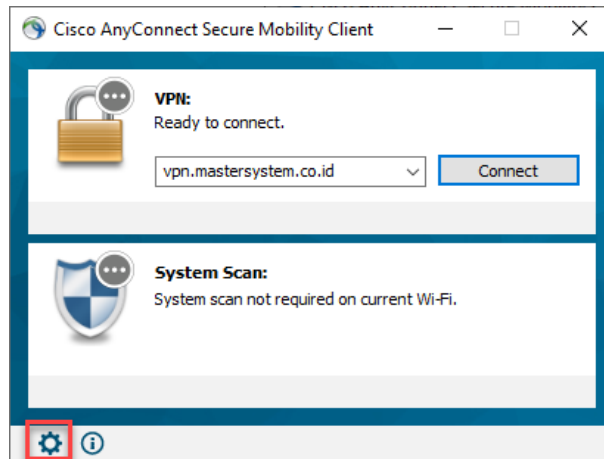 Cisco AnyConnect Secure Mobility Client
VPN:
Ready to connect.
vpn.mastersystem.co.id
Connect
System Scan:
System scan not required on current Wi-Fi.